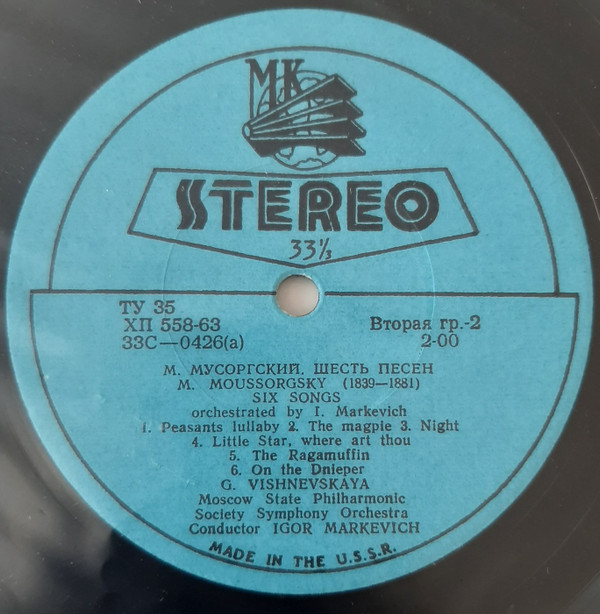 МК
STEREO
33⅓
ТУ 35
ХП 558-63
33С—0426(а)
Вторая гр.-2
2-00
М. МУСОРГСКИЙ. ШЕСТЬ ПЕСЕН
M. MOUSSORGSKY (1839—1881)
SIX SONGS
orchestrated by I. Markevich
1. Peasants lullaby 2. The magpie 3. Night
4. Little Star, where art thou
5. The Ragamuffin
6. On the Dnieper
G. VISHNEVSKAYA
Moscow State Philharmonic
Society Symphony Orchestra
Conductor IGOR MARKEVICH
MADE IN THE U.S.S.R.